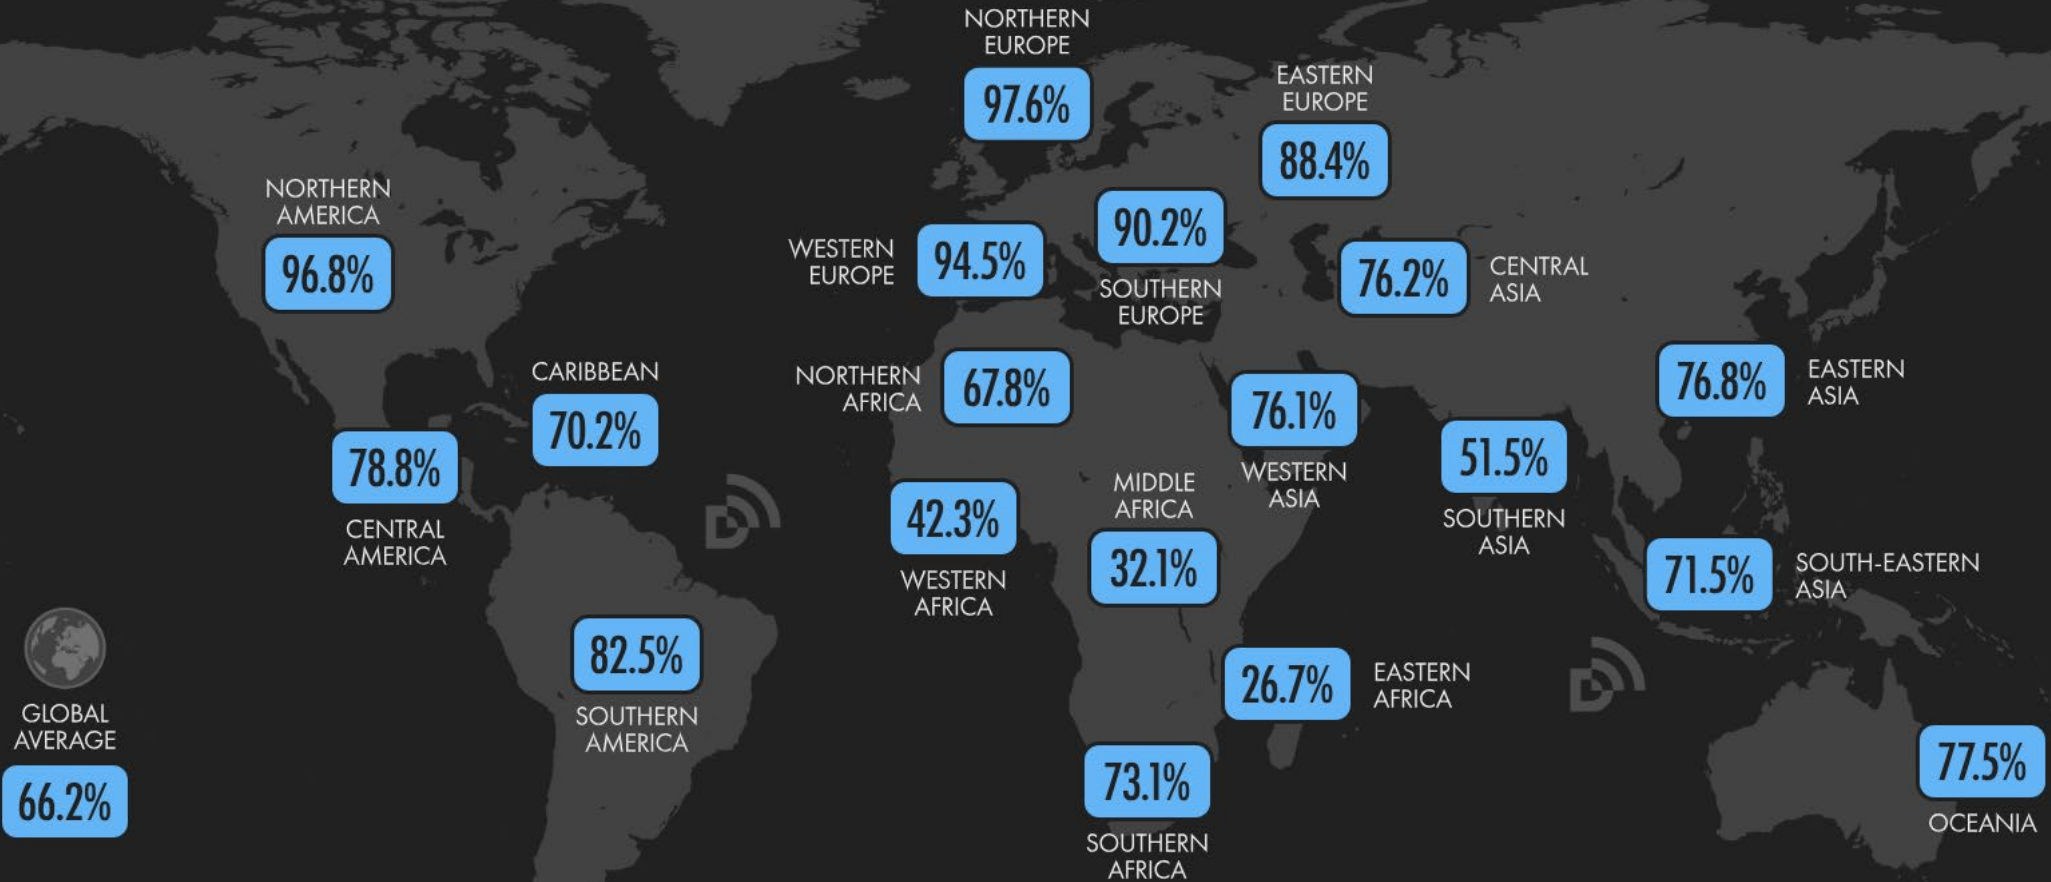 NORTHERN
EUROPE
97.6%
EASTERN
EUROPE
88.4%
NORTHERN
AMERICA
96.8%
WESTERN
EUROPE
94.5%
90.2%
SOUTHERN
EUROPE
76.2%
CENTRAL
ASIA
CARIBBEAN
70.2%
NORTHERN
AFRICA
67.8%
76.1%
WESTERN
ASIA
76.8%
EASTERN
ASIA
78.8%
CENTRAL
AMERICA
42.3%
WESTERN
AFRICA
MIDDLE
AFRICA
32.1%
51.5%
SOUTHERN
ASIA
71.5%
SOUTH-EASTERN
ASIA
82.5%
SOUTHERN
AMERICA
26.7%
EASTERN
AFRICA
GLOBAL
AVERAGE
66.2%
73.1%
SOUTHERN
AFRICA
77.5%
OCEANIA